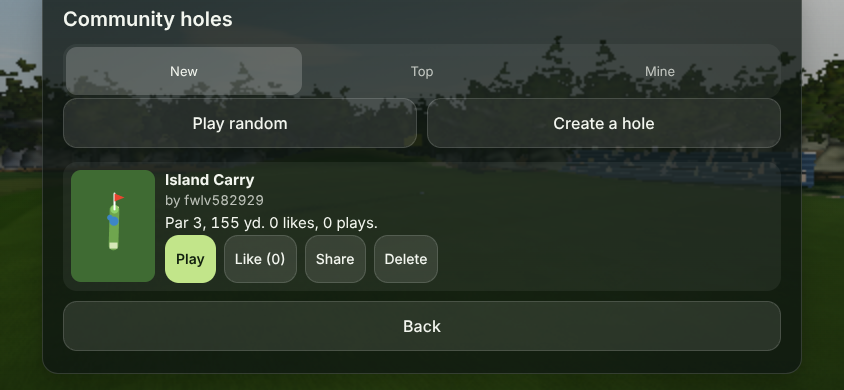 Community holes
New Top Mine
Play random Create a hole
Island Carry
by fwlv582929
Par 3, 155 yd. 0 likes, 0 plays.
Play Like (0) Share Delete
Back